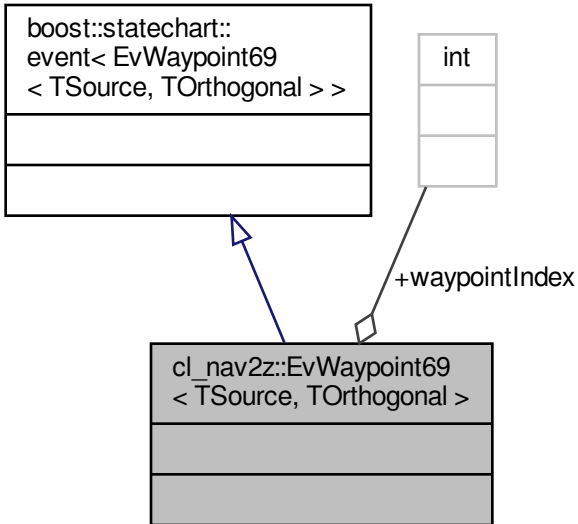 boost::statechart::
event< EvWaypoint69
< TSource, TOrthogonal > >
int
+waypointIndex
cl_nav2z::EvWaypoint69
< TSource, TOrthogonal >